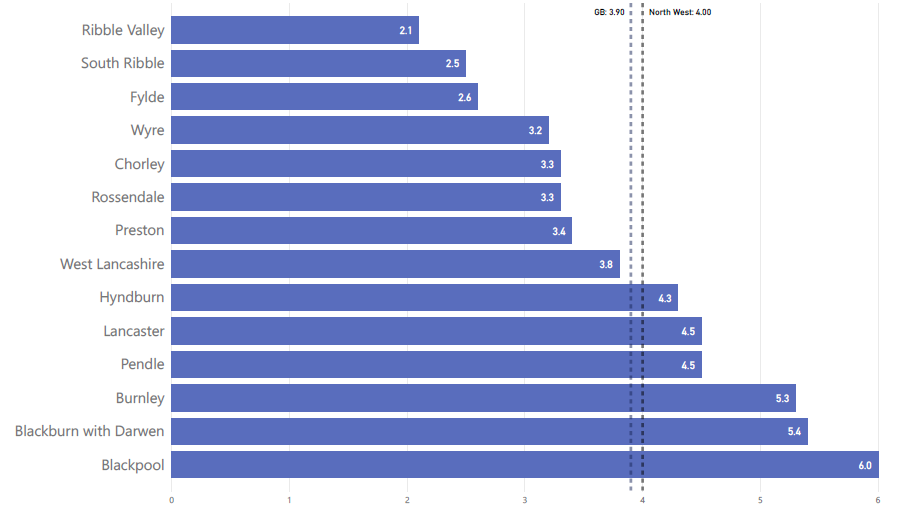 GB: 3.90 North West: 4.00
Ribble Valley 2.1
South Ribble 2.5
Fylde 2.6
Wyre 3.2
Chorley 3.3
Rossendale 3.3
Preston 3.4
West Lancashire 3.8
Hyndburn 4.3
Lancaster 4.5
Pendle 4.5
Burnley 5.3
Blackburn with Darwen 5.4
Blackpool 6.0
0 1 2 3 4 5 6